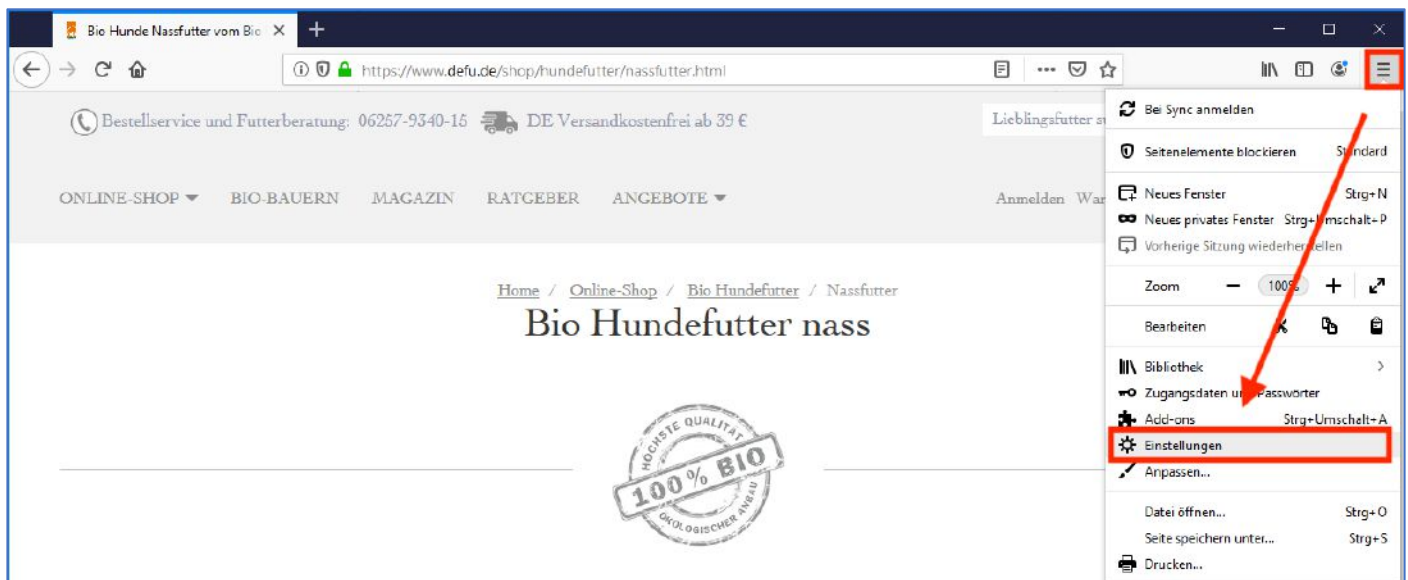 Bio Hunde Nassfutter vom Bio
https://www.defu.de/shop/hundefutter/nassfutter.html
Bestellservice und Futterberatung: 06257-9340-15 DE Versandkostenfrei ab 39 €
Lieblingsfutter
ONLINE-SHOP BIO-BAUERN MAGAZIN RATGEBER ANGEBOTE
Anmelden War
Home / Online-Shop / Bio Hundefutter / Nassfutter
Bio Hundefutter nass
HÖCHSTE QUALITÄT
100% BIO
ÖKOLOGISCHER ANBAU
Bei Sync anmelden
Seitenelemente blockieren Standard
Neues Fenster Strg+N
Neues privates Fenster Strg+Umschalt+P
Vorherige Sitzung wiederherstellen
Zoom 100%
Bearbeiten
Bibliothek
Zugangsdaten und Passwörter
Add-ons Strg+Umschalt+A
Einstellungen
Anpassen...
Datei öffnen... Strg+O
Seite speichern unter... Strg+S
Drucken...